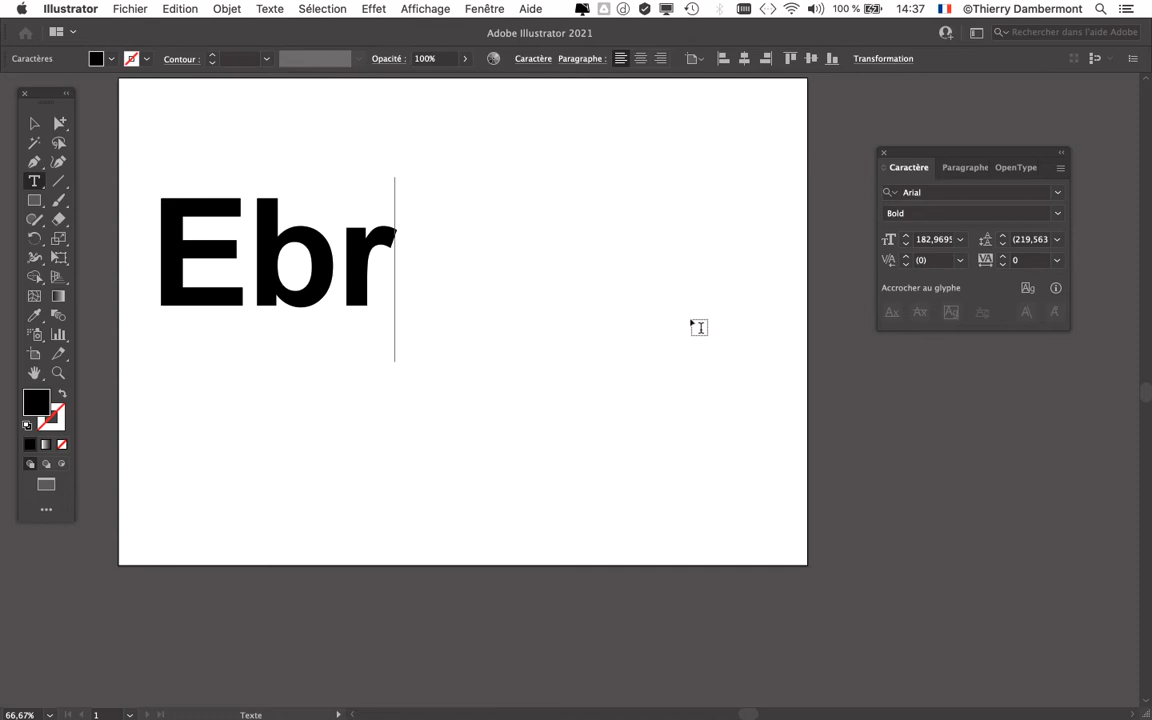 Illustrator Fichier Edition Objet Texte Sélection Effet Affichage Fenêtre Aide 100 % 14:37 ©Thierry Dambermont
Adobe Illustrator 2021 Rechercher dans l'aide Adobe
Caractères Contour : Opacité : 100% Caractère Paragraphe : Transformation
Ebr
Caractère Paragraphe OpenType
Arial
Bold
182,9695 (219,563
(0) 0
Accrocher au glyphe
66,67% 1 Texte